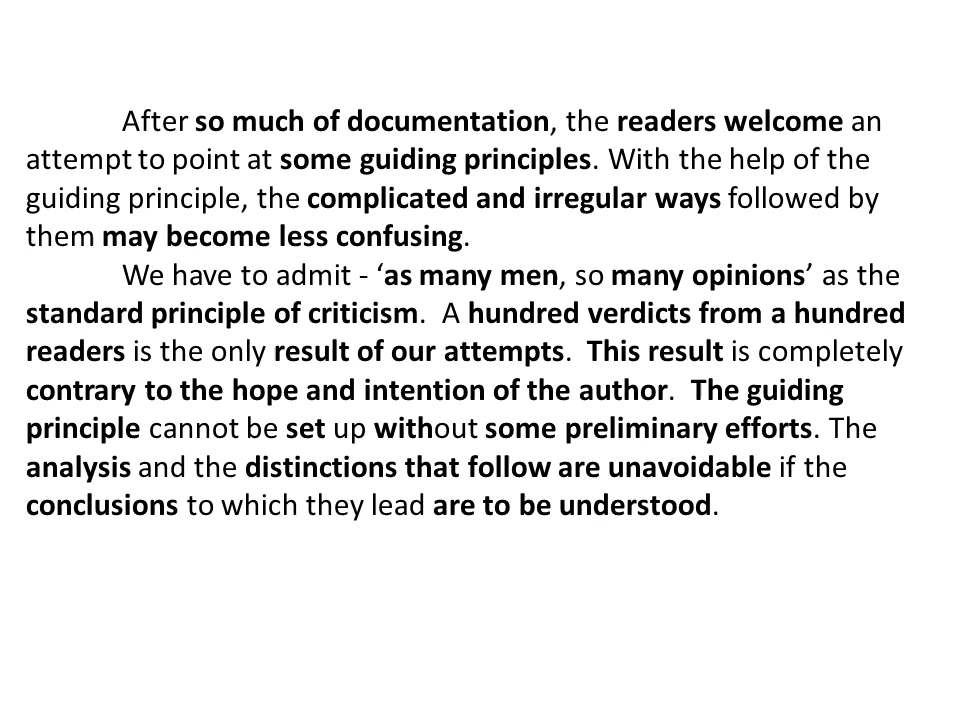 After so much of documentation, the readers welcome an
attempt to point at some guiding principles. With the help of the
guiding principle, the complicated and irregular ways followed by
them may become less confusing.
We have to admit - ‘as many men, so many opinions’ as the
standard principle of criticism.  A hundred verdicts from a hundred
readers is the only result of our attempts.  This result is completely
contrary to the hope and intention of the author.  The guiding
principle cannot be set up without some preliminary efforts. The
analysis and the distinctions that follow are unavoidable if the
conclusions to which they lead are to be understood.